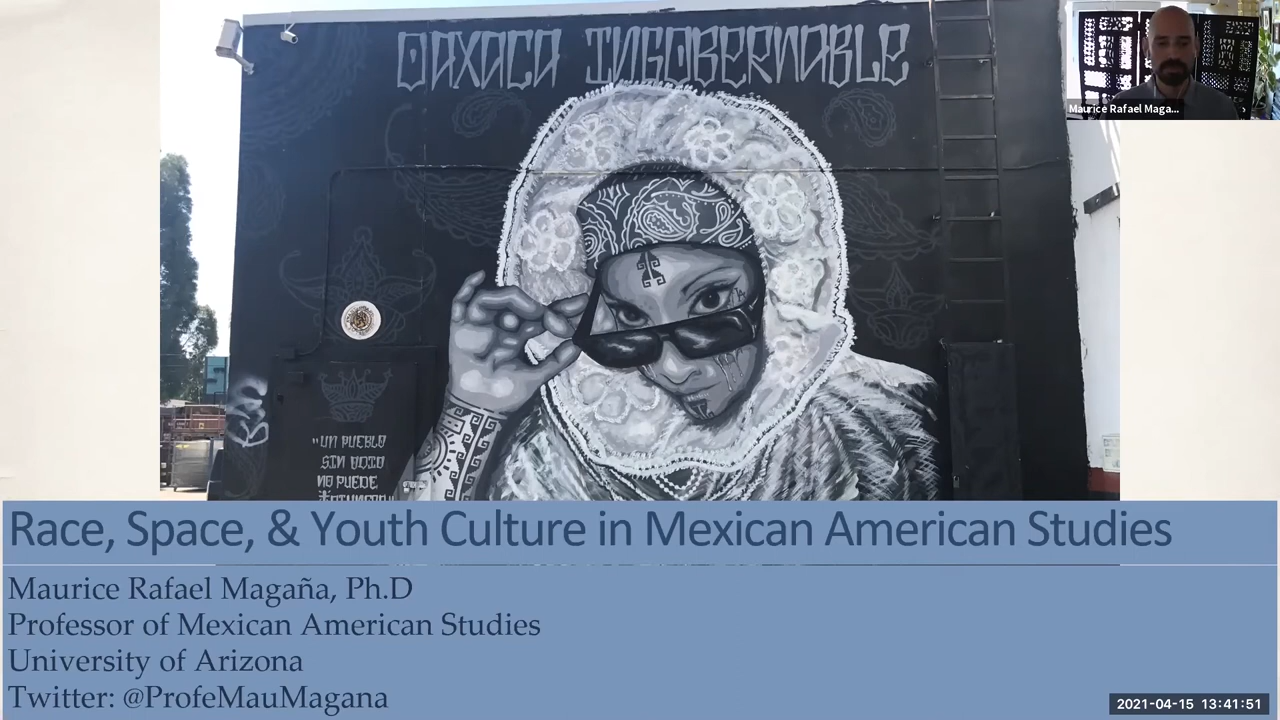 OAXACA INGOBERNABLE
Maurice Rafael Maga...
"UN PUEBLO
SIN ODIO
NO PUEDE
Race, Space, & Youth Culture in Mexican American Studies
Maurice Rafael Magaña, Ph.D
Professor of Mexican American Studies
University of Arizona
Twitter: @ProfeMauMagana
2021-04-15 13:41:51